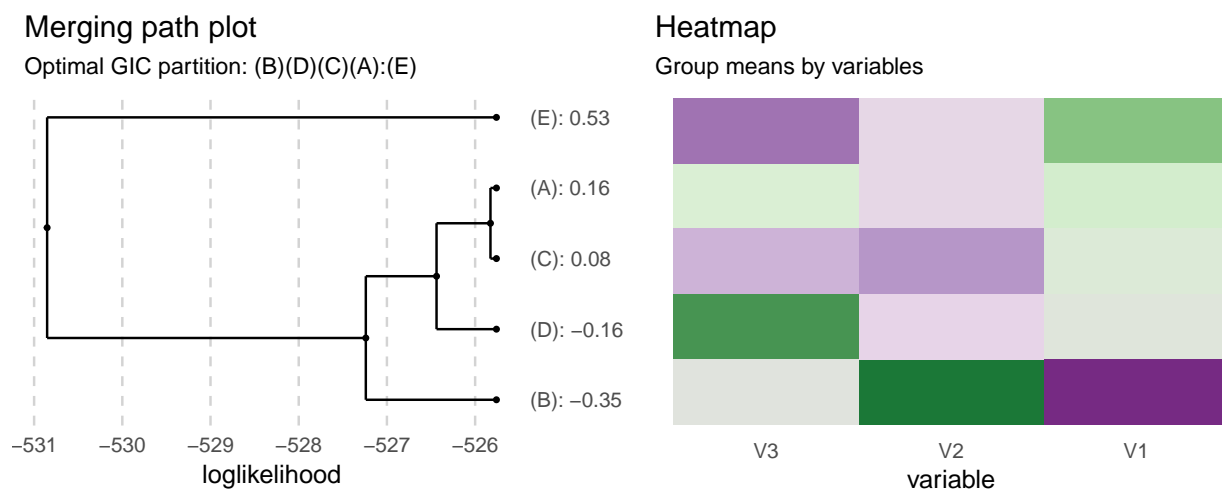 Merging path plot
Optimal GIC partition: (B)(D)(C)(A):(E)
(E): 0.53
(A): 0.16
(C): 0.08
(D): −0.16
(B): −0.35
−531 −530 −529 −528 −527 −526
loglikelihood
Heatmap
Group means by variables
V3 V2 V1
variable